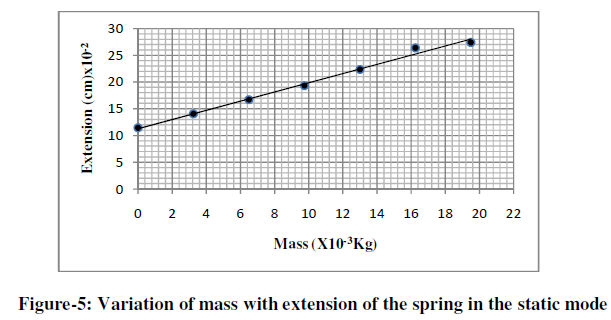 30
25
20
15
10
5
0
Extension (cm)x10⁻²
0 2 4 6 8 10 12 14 16 18 20 22
Mass (X10⁻³Kg)
Figure-5: Variation of mass with extension of the spring in the static mode